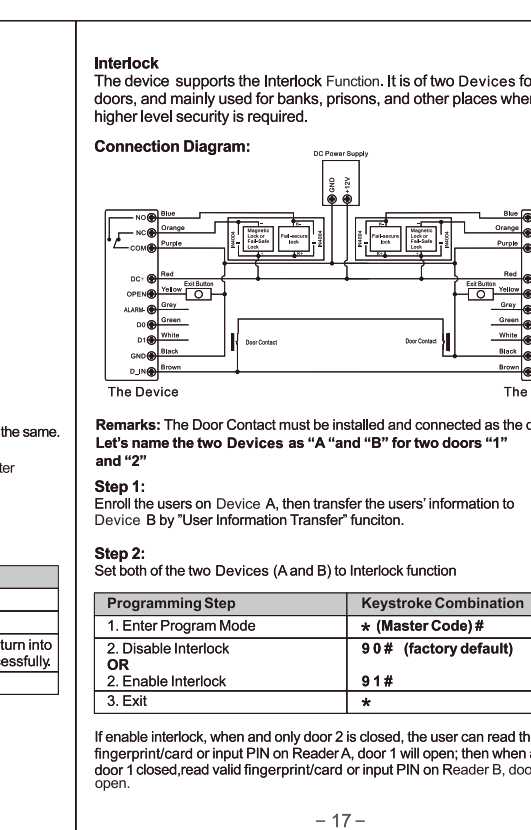 the same.
ter
turn into
essfully.
Interlock
The device supports the Interlock Function. It is of two Devices fo
doors, and mainly used for banks, prisons, and other places wher
higher level security is required.
Connection Diagram:
DC Power Supply
GND
+12V
NO
NC
COM
DC+
OPEN
ALARM-
D0
D1
GND
D_IN
Blue
Orange
Purple
Red
Yellow
Grey
Green
White
Black
Brown
Exit Button
IN4004
Magnetic
Lock or
Fail-Safe
Lock
K-
Fail-secure
lock
K+
IN4004
IN4004
K-
Fail-secure
lock
K+
Magnetic
Lock or
Fail-Safe
Lock
IN4004
Door Contact
Door Contact
Exit Button
Blue
Orange
Purple
Red
Yellow
Grey
Green
White
Black
Brown
The Device
The
Remarks: The Door Contact must be installed and connected as the d
Let's name the two Devices as “A “and “B” for two doors “1”
and “2”
Step 1:
Enroll the users on Device A, then transfer the users' information to
Device B by ”User Information Transfer” funciton.
Step 2:
Set both of the two Devices (A and B) to Interlock function
Programming Step Keystroke Combination
1. Enter Program Mode * (Master Code) #
2. Disable Interlock 9 0 # (factory default)
OR
2. Enable Interlock 9 1 #
3. Exit *
If enable interlock, when and only door 2 is closed, the user can read th
fingerprint/card or input PIN on Reader A, door 1 will open; then when a
door 1 closed,read valid fingerprint/card or input PIN on Reader B, doo
open.
– 17 –